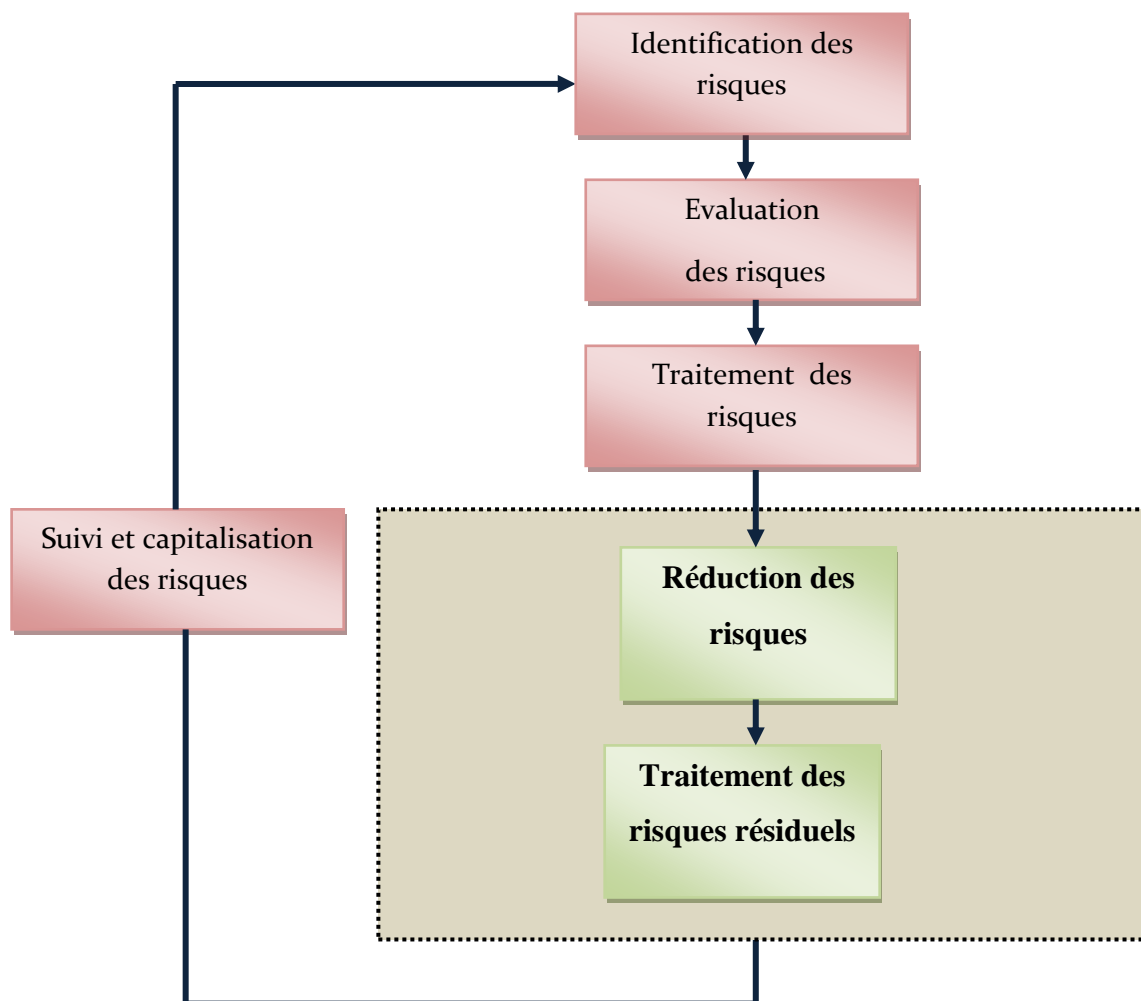 Identification des
risques
Evaluation
des risques
Traitement des
risques
Suivi et capitalisation
des risques
Réduction des
risques
Traitement des
risques résiduels